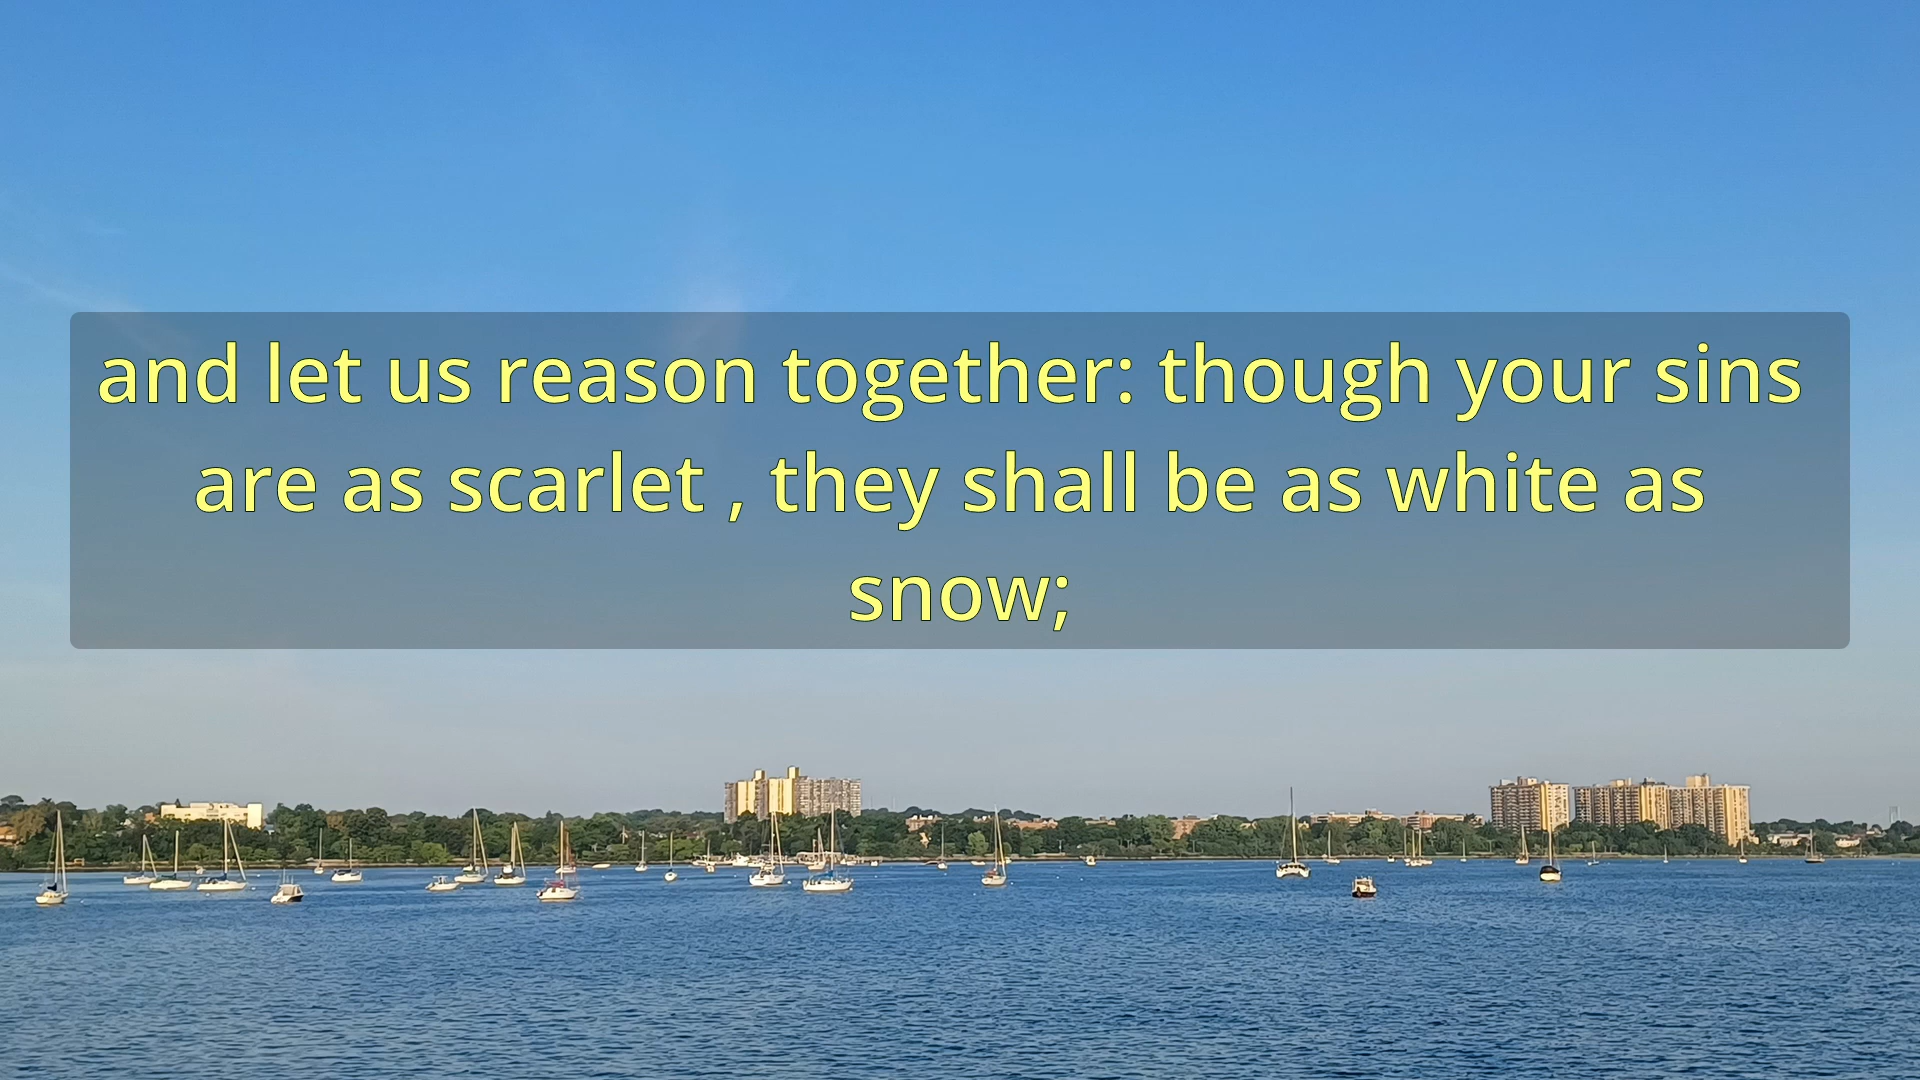 and let us reason together: though your sins
are as scarlet , they shall be as white as
snow;